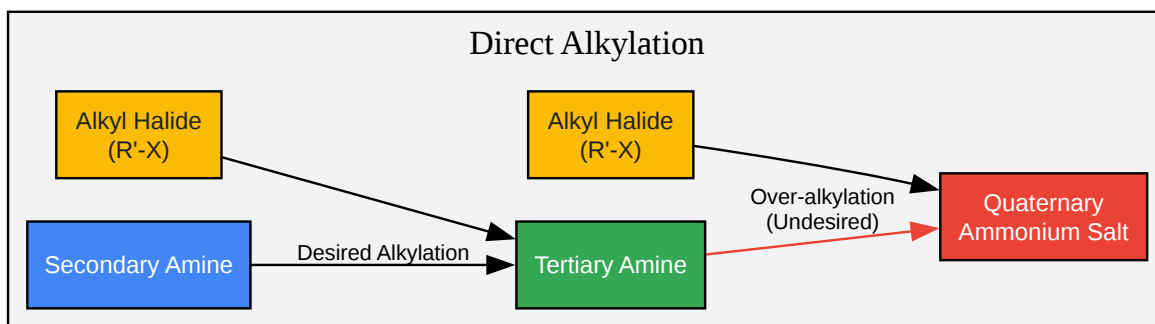 Direct Alkylation
Alkyl Halide
(R'-X)
Alkyl Halide
(R'-X)
Over-alkylation
(Undesired)
Quaternary
Ammonium Salt
Secondary Amine
Desired Alkylation
Tertiary Amine